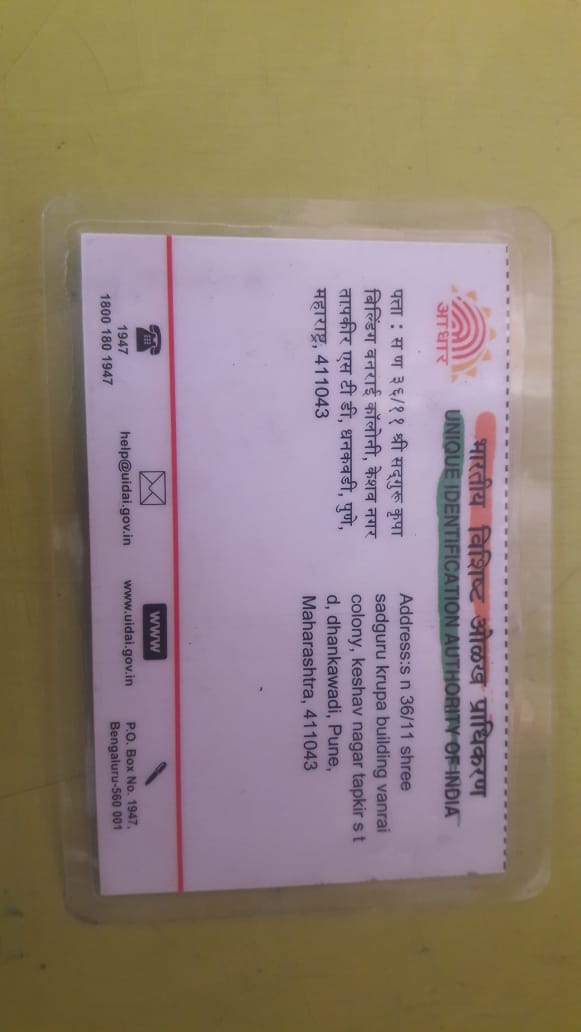 आधार
भारतीय विशिष्ट ओळख प्राधिकरण
UNIQUE IDENTIFICATION AUTHORITY OF INDIA
पत्ता : स ण ३६/११ श्री सद्गुरू कृपा
बिल्डिंग वनराई कॉलोनी, केशव नगर
तापकीर एस टी डी, धनकवडी, पुणे,
महाराष्ट्र, 411043
Address:s n 36/11 shree
sadguru krupa building vanrai
colony, keshav nagar tapkir s t
d, dhankawadi, Pune,
Maharashtra, 411043
1947
1800 180 1947
help@uidai.gov.in
www
www.uidai.gov.in
P.O. Box No. 1947,
Bengaluru-560 001